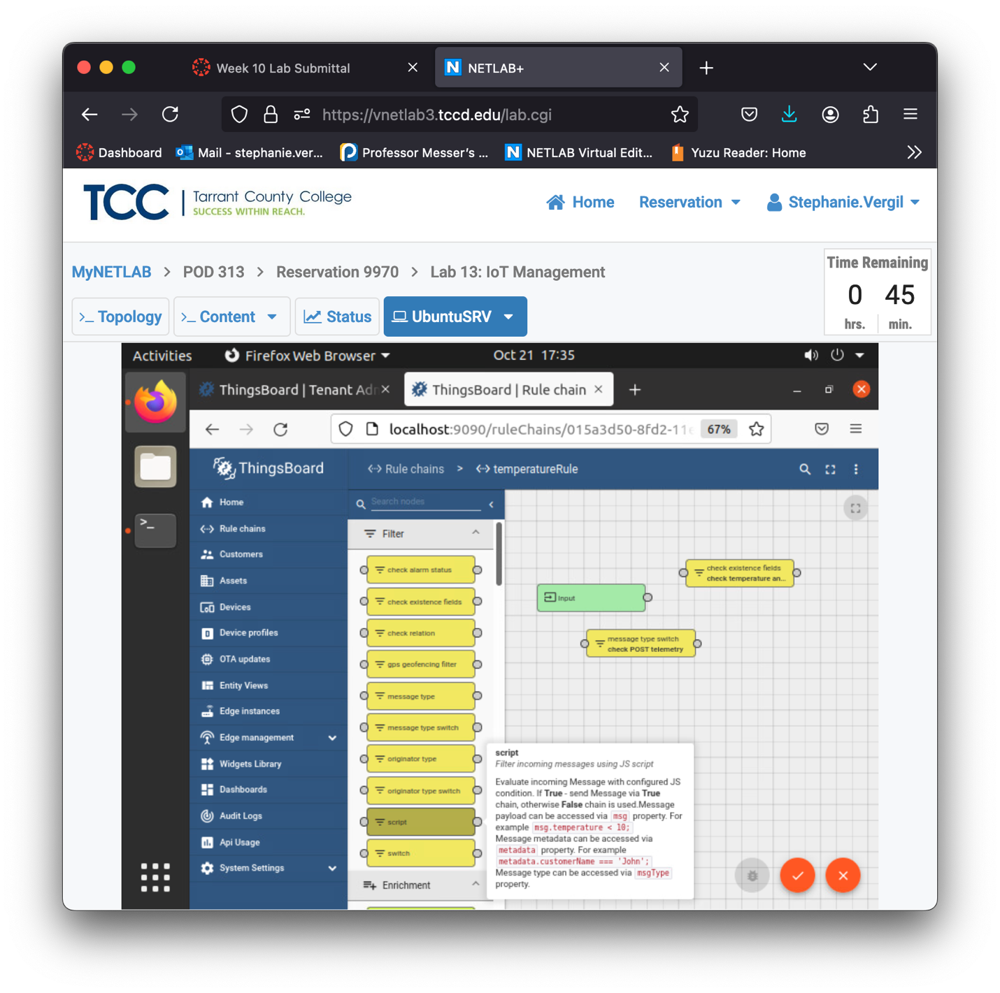 Week 10 Lab Submittal
NETLAB+
https://vnetlab3.tccd.edu/lab.cgi
Dashboard
Mail - stephanie.ver...
Professor Messer's ...
NETLAB Virtual Edit...
Yuzu Reader: Home
TCC
Tarrant County College
SUCCESS WITHIN REACH.
Home
Reservation
Stephanie.Vergil
MyNETLAB > POD 313 > Reservation 9970 > Lab 13: IoT Management
Time Remaining
0 45
hrs. min.
>_ Topology
>_ Content
Status
UbuntuSRV
Activities
Firefox Web Browser
Oct 21 17:35
ThingsBoard | Tenant Adm
ThingsBoard | Rule chain
localhost:9090/ruleChains/015a3d50-8fd2-11e
67%
ThingsBoard
Rule chains > temperatureRule
Home
Rule chains
Customers
Assets
Devices
Device profiles
OTA updates
Entity Views
Edge instances
Edge management
Widgets Library
Dashboards
Audit Logs
Api Usage
System Settings
Search nodes
Filter
check alarm status
check existence fields
check relation
gps geofencing filter
message type
message type switch
originator type
originator type switch
script
switch
Enrichment
check existence fields
check temperature an...
Input
message type switch
check POST telemetry
script
Filter incoming messages using JS script
Evaluate incoming Message with configured JS
condition. If True - send Message via True
chain, otherwise False chain is used.Message
payload can be accessed via msg property. For
example msg.temperature < 10;
Message metadata can be accessed via
metadata property. For example
metadata.customerName === 'John';
Message type can be accessed via msgType
property.